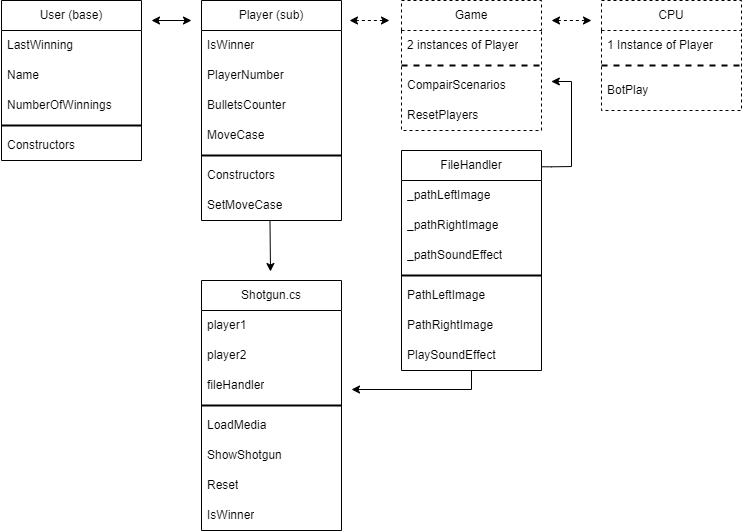 User (base)
LastWinning
Name
NumberOfWinnings
Constructors
Player (sub)
IsWinner
PlayerNumber
BulletsCounter
MoveCase
Constructors
SetMoveCase
Game
2 instances of Player
CompairScenarios
ResetPlayers
CPU
1 Instance of Player
BotPlay
FileHandler
_pathLeftImage
_pathRightImage
_pathSoundEffect
PathLeftImage
PathRightImage
PlaySoundEffect
Shotgun.cs
player1
player2
fileHandler
LoadMedia
ShowShotgun
Reset
IsWinner